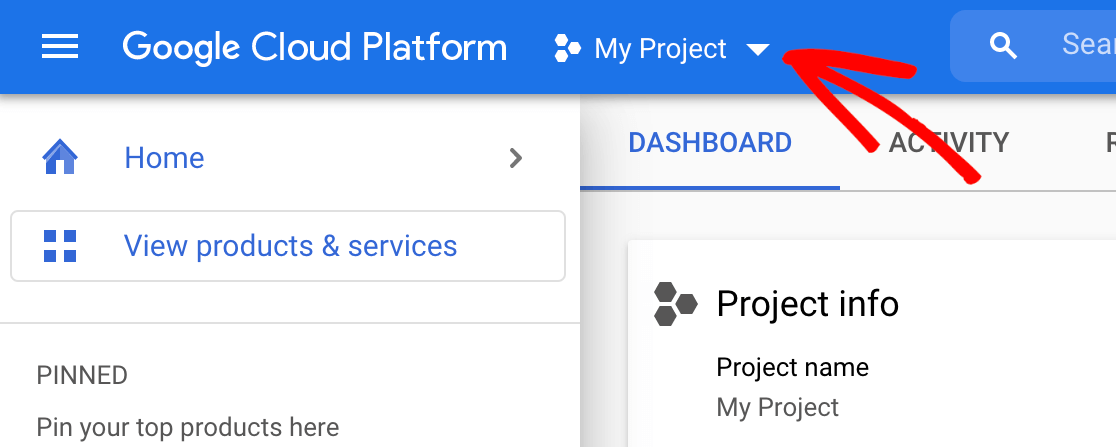 Google Cloud Platform
My Project
Sear
Home
View products & services
PINNED
Pin your top products here
DASHBOARD
ACTIVITY
R
Project info
Project name
My Project